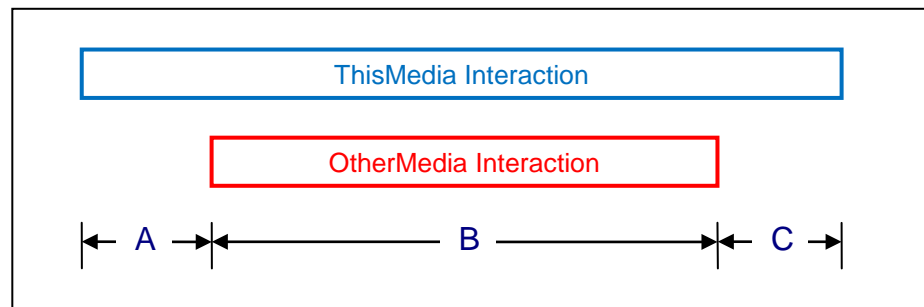 ThisMedia Interaction
OtherMedia Interaction
A B C